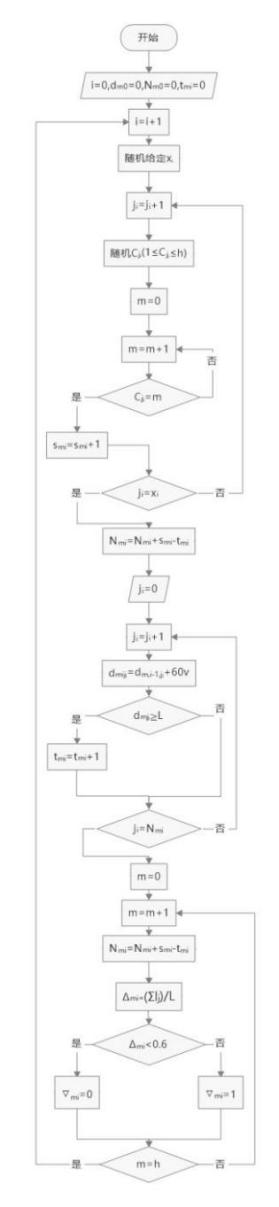 开始
i=0,dm0=0,Nm0=0,tmi=0
i=i+1
随机给定xi
ji=ji+1
随机Cji(1≤Cji≤h)
m=0
m=m+1
否
Cji=m
是
smi=smi+1
ji=xi
是
否
Nmi=Nmi+smi-tmi
ji=0
ji=ji+1
dmiji=dm,i-1,ji+60v
否
dmiji≥L
是
tmi=tmi+1
ji=Nmi
否
m=0
m=m+1
Nmi=Nmi+smi-tmi
Δmi=(Σlj)/L
是
Δmi<0.6
否
▽mi=0
▽mi=1
是
m=h
否